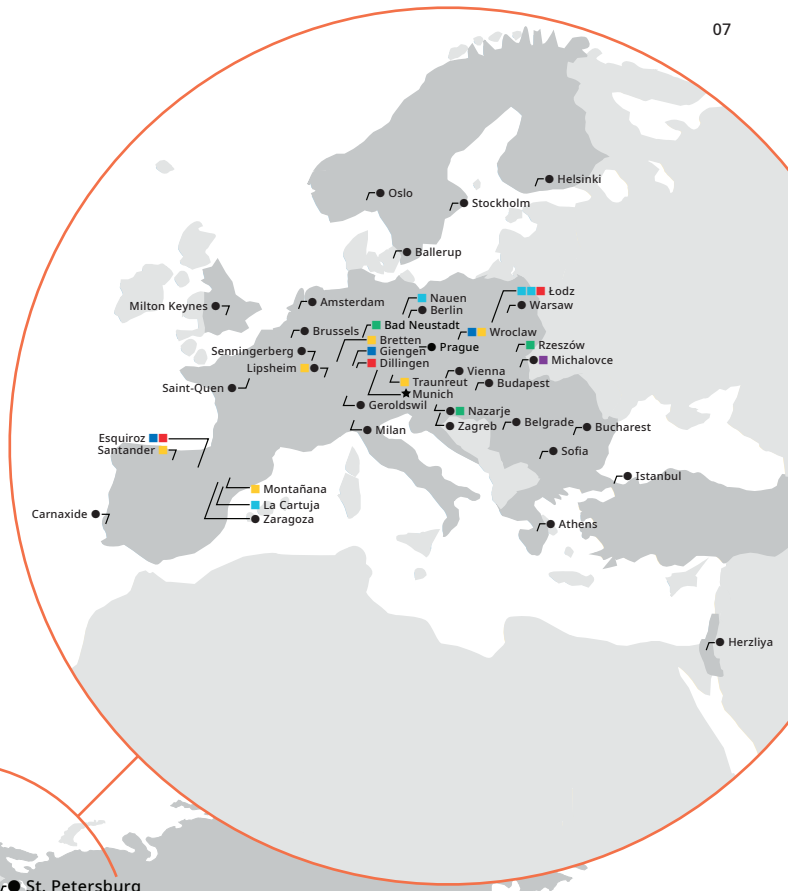 07
Helsinki
Oslo
Stockholm
Ballerup
Nauen
Łodz
Milton Keynes
Amsterdam
Berlin
Warsaw
Brussels
Bad Neustadt
Wroclaw
Bretten
Rzeszów
Senningerberg
Giengen
Prague
Michalovce
Lipsheim
Dillingen
Vienna
Saint-Quen
Traunreut
Budapest
Munich
Geroldswil
Nazarje
Milan
Zagreb
Belgrade
Bucharest
Esquiroz
Santander
Sofia
Istanbul
Montañana
La Cartuja
Carnaxide
Zaragoza
Athens
Herzliya
St. Petersburg